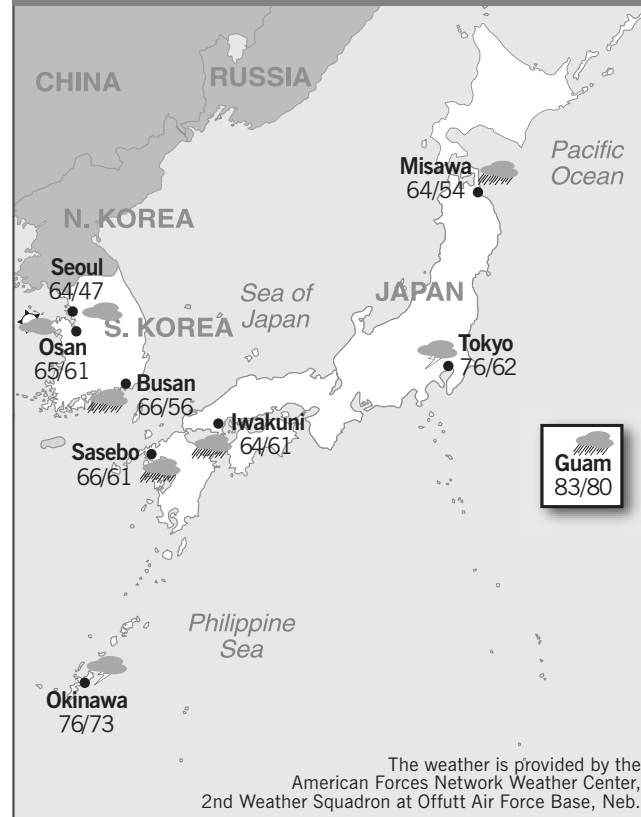 CHINA
RUSSIA
Pacific
Ocean
Misawa
64/54
N. KOREA
Seoul
64/47
Sea of
Japan
JAPAN
S. KOREA
Osan
65/61
Tokyo
76/62
Busan
66/56
Iwakuni
64/61
Sasebo
66/61
Guam
83/80
Philippine
Sea
Okinawa
76/73
The weather is provided by the
American Forces Network Weather Center,
2nd Weather Squadron at Offutt Air Force Base, Neb.